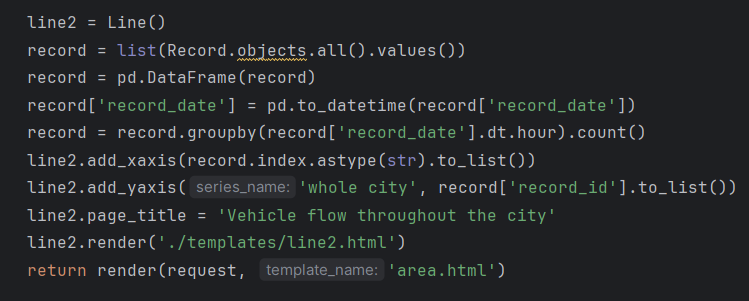 line2 = Line()
record = list(Record.objects.all().values())
record = pd.DataFrame(record)
record['record_date'] = pd.to_datetime(record['record_date'])
record = record.groupby(record['record_date'].dt.hour).count()
line2.add_xaxis(record.index.astype(str).to_list())
line2.add_yaxis( series_name: 'whole city', record['record_id'].to_list())
line2.page_title = 'Vehicle flow throughout the city'
line2.render('./templates/line2.html')
return render(request, template_name: 'area.html')